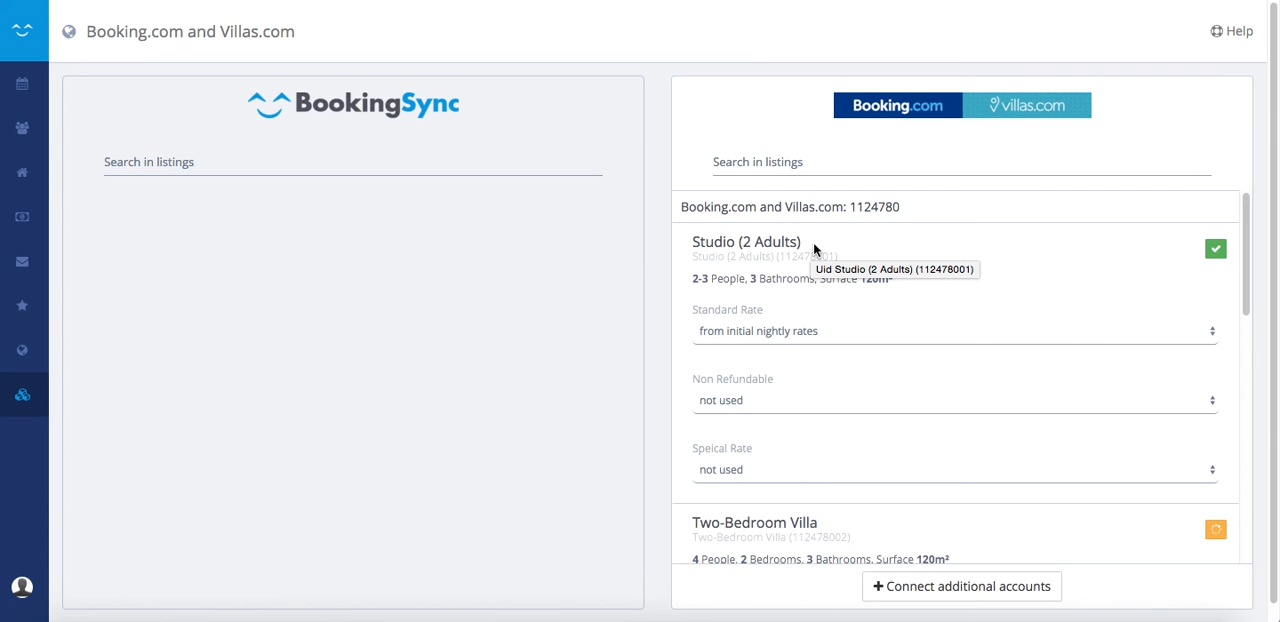 Booking.com and Villas.com
Help
BookingSync
Search in listings
Booking.com
villas.com
Search in listings
Booking.com and Villas.com: 1124780
Studio (2 Adults)
Studio (2 Adults) (112478001)
Uid Studio (2 Adults) (112478001)
2-3 People, 3 Bathrooms, Surface 120m²
Standard Rate
from initial nightly rates
Non Refundable
not used
Speical Rate
not used
Two-Bedroom Villa
Two-Bedroom Villa (112478002)
4 People, 2 Bedrooms, 3 Bathrooms, Surface 120m²
Connect additional accounts